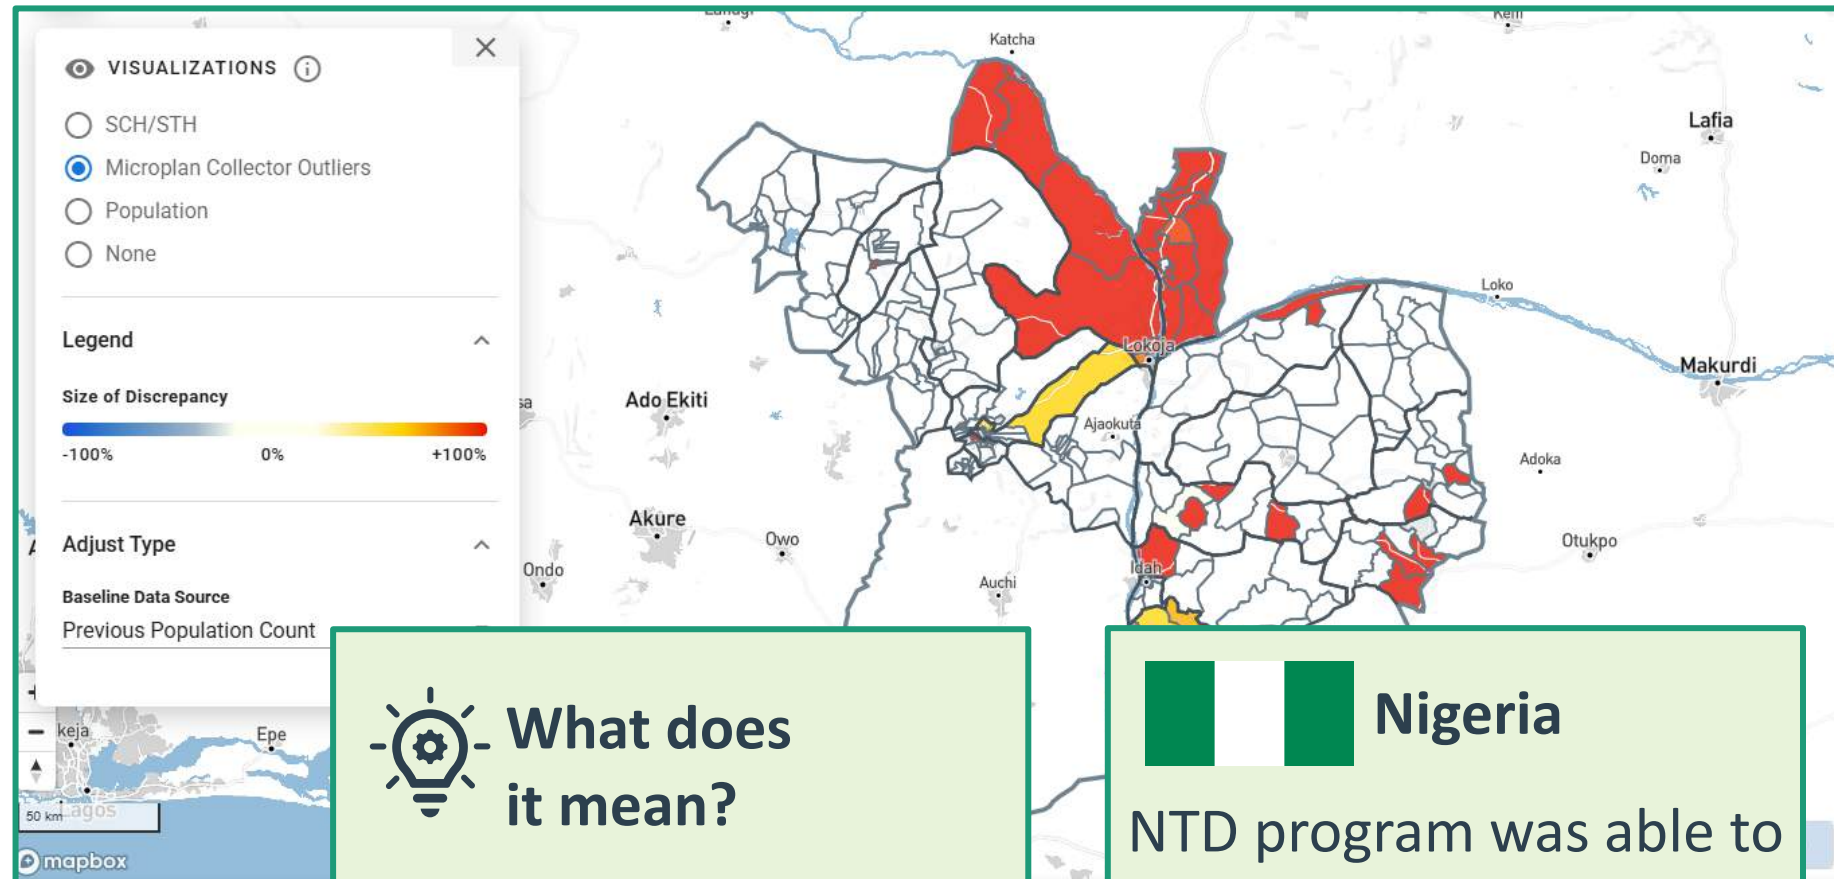 VISUALIZATIONS
SCH/STH
Microplan Collector Outliers
Population
None
Legend
Size of Discrepancy
-100% 0% +100%
Adjust Type
Baseline Data Source
Previous Population Count
Katcha
Lafia
Doma
Loko
Lokoja
Makurdi
Ado Ekiti
Ajaokuta
Adoka
Akure
Owo
Otukpo
Ondo
Auchi
Idah
keja
Epe
Lagos
50 km
mapbox
What does
it mean?
Nigeria
NTD program was able to